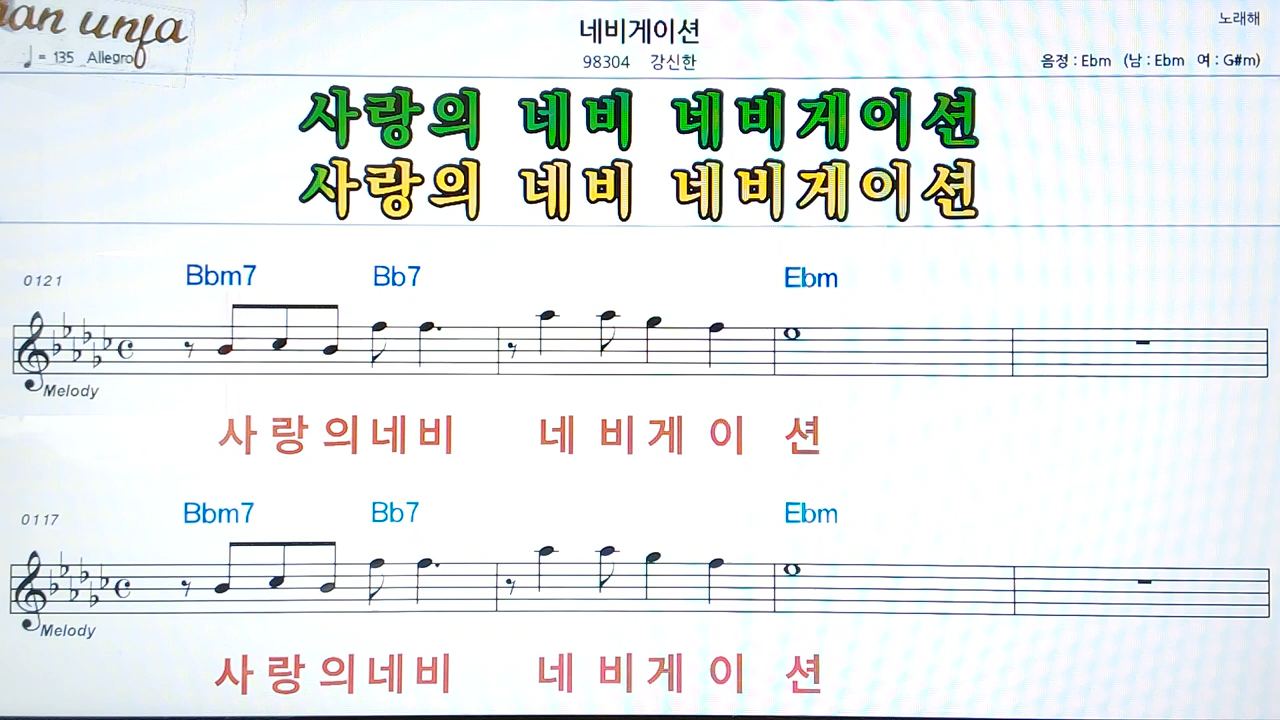 ♩ = 135 Allegro
네비게이션
98304 강신한
노래해
음정 : Ebm (남 : Ebm 여 : G#m)
사랑의 네비 네비게이션
사랑의 네비 네비게이션
0121 Bbm7 Bb7 Ebm
Melody
사 랑 의 네 비 네 비 게 이 션
0117 Bbm7 Bb7 Ebm
Melody
사 랑 의 네 비 네 비 게 이 션